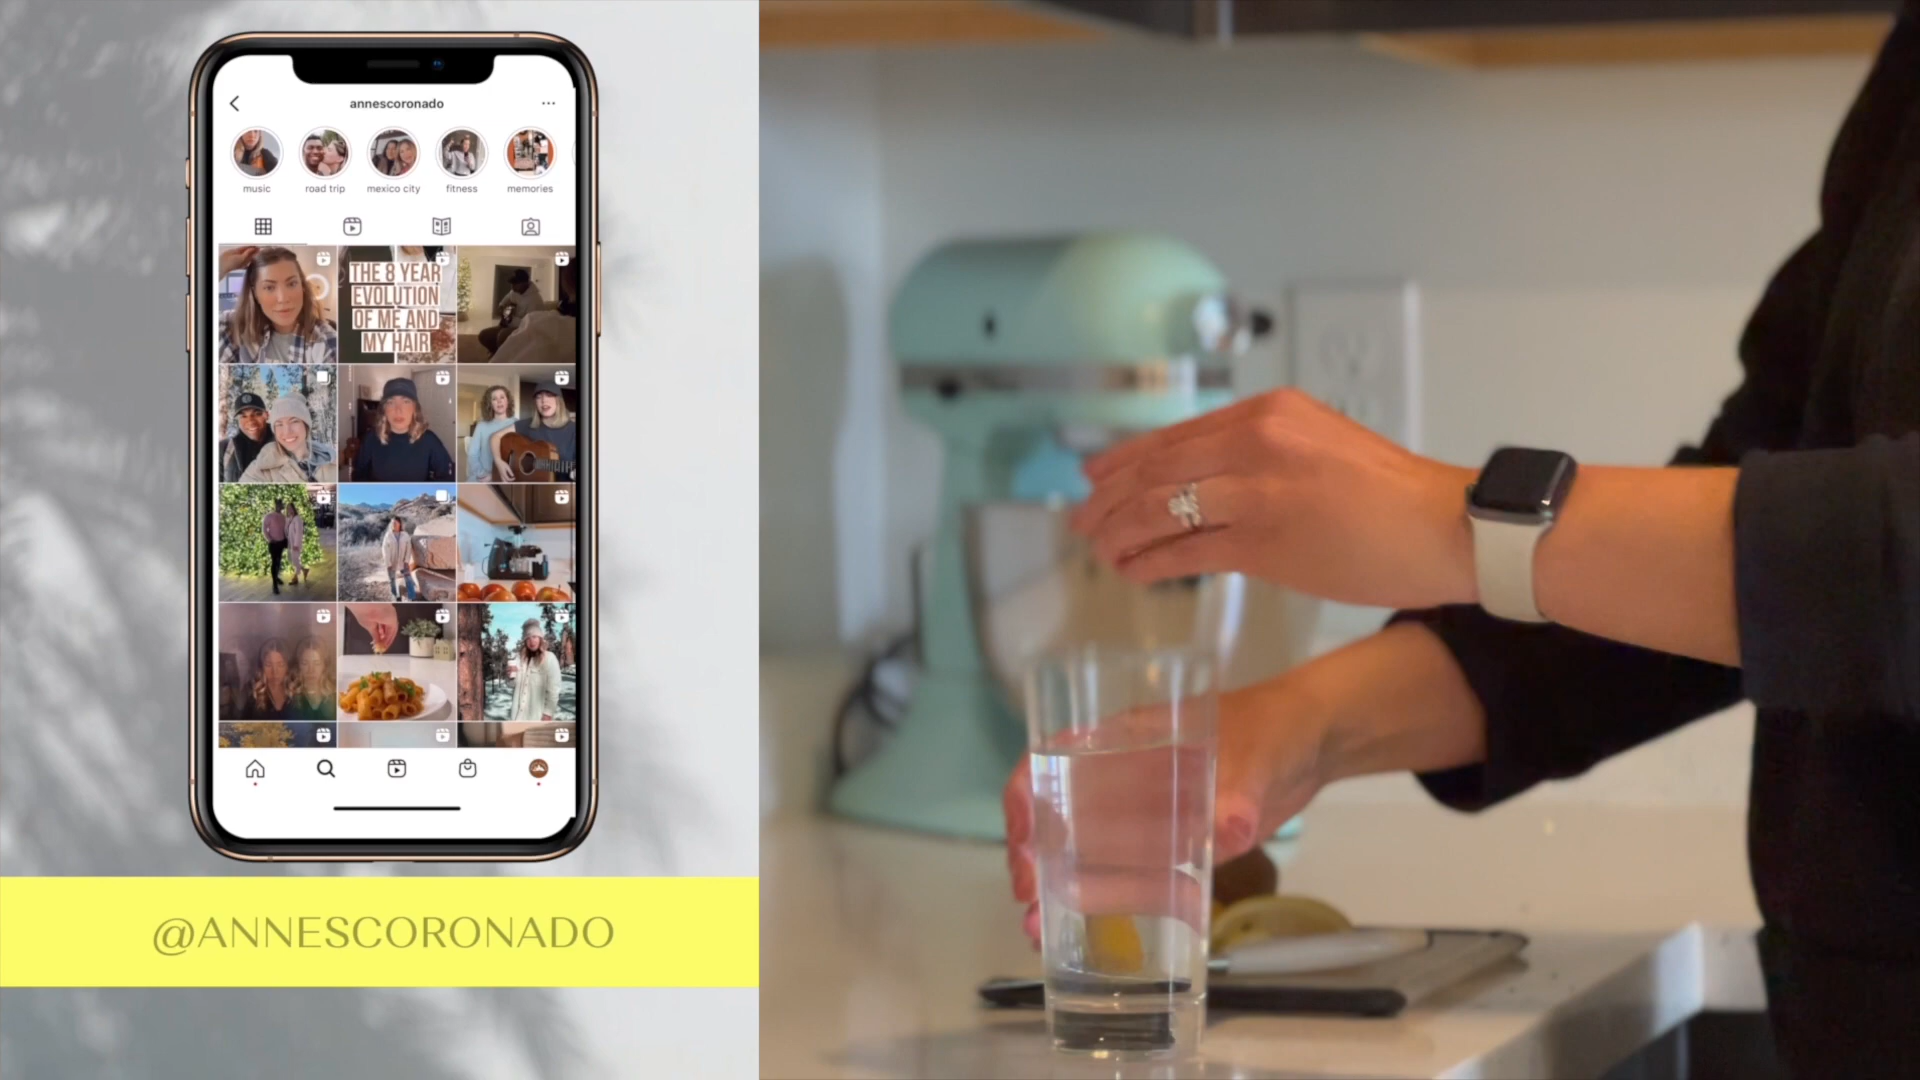 annescoronado
music
road trip
mexico city
fitness
memories
THE 8 YEAR
EVOLUTION
OF ME AND
MY HAIR
@ANNESCORONADO